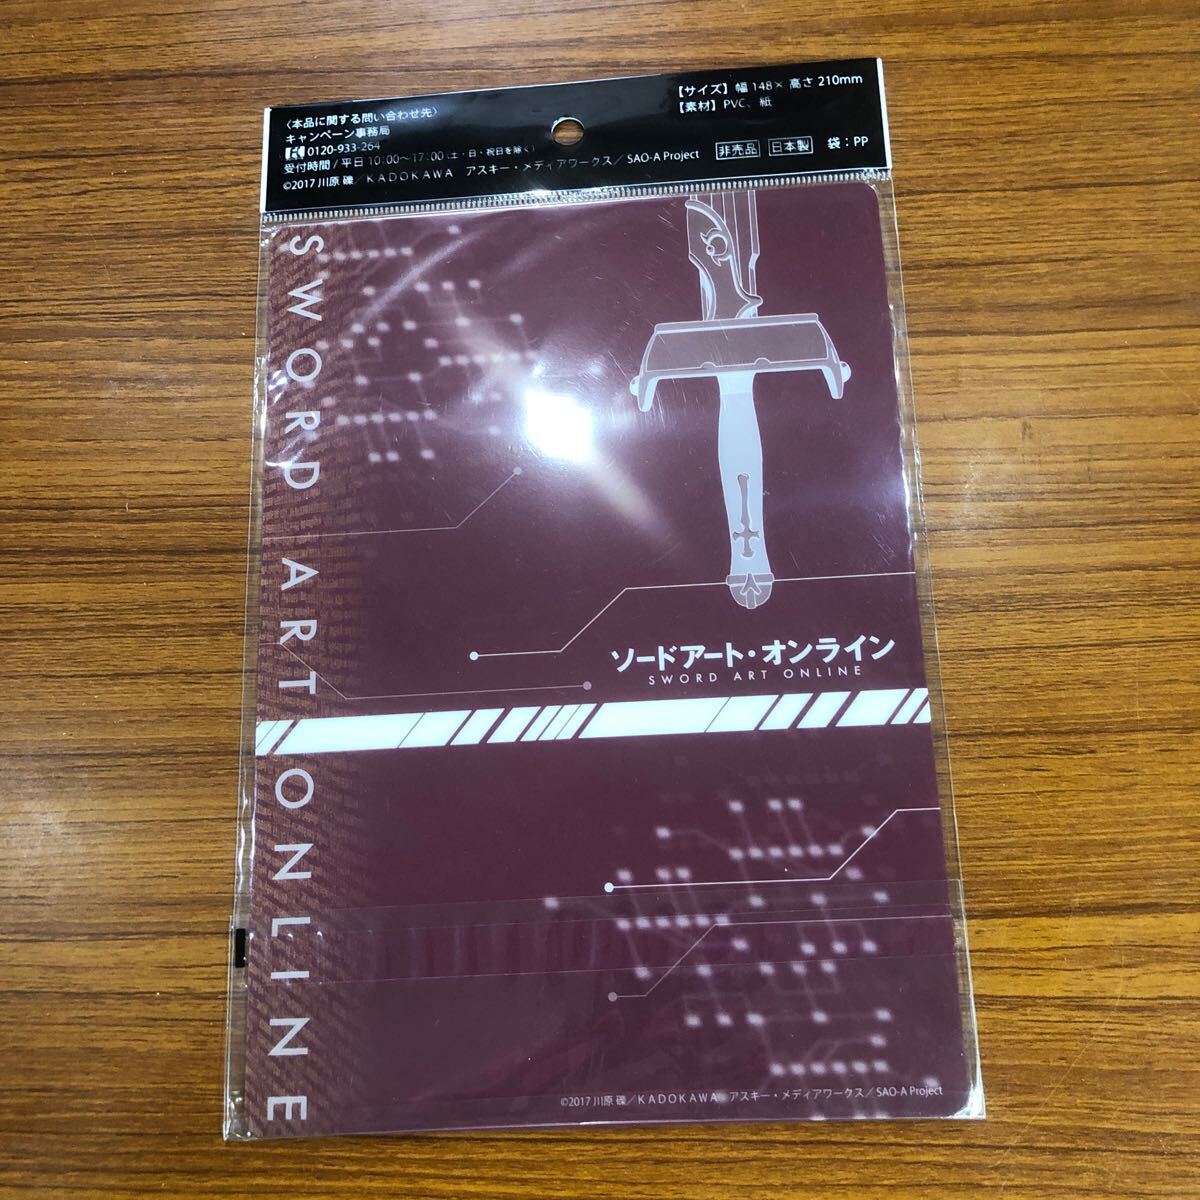 〈本品に関する問い合わせ先〉
キャンペーン事務局
0120-933-264
受付時間/平日 10:00~17:00(土・日・祝日を除く)
©2017 川原 礫/KADOKAWA アスキー・メディアワークス/SAO-A Project
【サイズ】幅 148× 高さ 210mm
【素材】PVC、紙
非売品 日本製 袋:PP
SWORD ART ONLINE
ソードアート・オンライン
SWORD ART ONLINE
©2017 川原 礫/KADOKAWA アスキー・メディアワークス/SAO-A Project